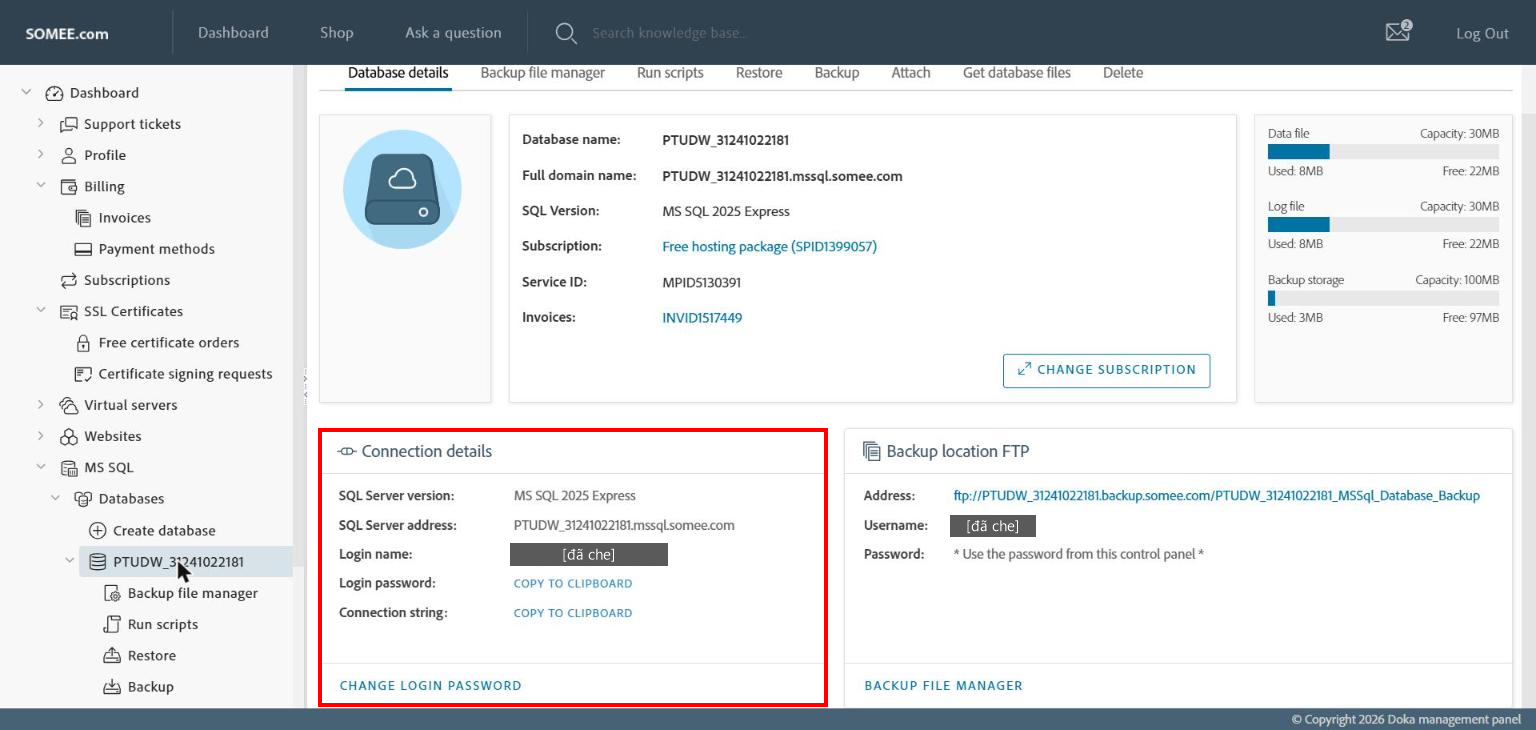 SOMEE.com
Dashboard
Shop
Ask a question
Search knowledge base..
2
Log Out
Dashboard
Support tickets
Profile
Billing
Invoices
Payment methods
Subscriptions
SSL Certificates
Free certificate orders
Certificate signing requests
Virtual servers
Websites
MS SQL
Databases
Create database
PTUDW_31241022181
Backup file manager
Run scripts
Restore
Backup
Database details
Backup file manager
Run scripts
Restore
Backup
Attach
Get database files
Delete
Database name: PTUDW_31241022181
Full domain name: PTUDW_31241022181.mssql.somee.com
SQL Version: MS SQL 2025 Express
Subscription: Free hosting package (SPID1399057)
Service ID: MPID5130391
Invoices: INVID1517449
CHANGE SUBSCRIPTION
Data file Capacity: 30MB
Used: 8MB Free: 22MB
Log file Capacity: 30MB
Used: 8MB Free: 22MB
Backup storage Capacity: 100MB
Used: 3MB Free: 97MB
Connection details
SQL Server version: MS SQL 2025 Express
SQL Server address: PTUDW_31241022181.mssql.somee.com
Login name: [đã che]
Login password: COPY TO CLIPBOARD
Connection string: COPY TO CLIPBOARD
CHANGE LOGIN PASSWORD
Backup location FTP
Address: ftp://PTUDW_31241022181.backup.somee.com/PTUDW_31241022181_MSSql_Database_Backup
Username: [đã che]
Password: * Use the password from this control panel *
BACKUP FILE MANAGER
© Copyright 2026 Doka management panel